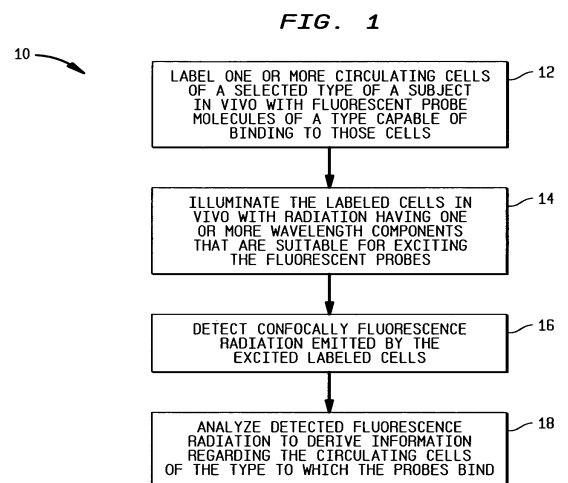 FIG. 1
10
LABEL ONE OR MORE CIRCULATING CELLS
OF A SELECTED TYPE OF A SUBJECT
IN VIVO WITH FLUORESCENT PROBE
MOLECULES OF A TYPE CAPABLE OF
BINDING TO THOSE CELLS
12
ILLUMINATE THE LABELED CELLS IN
VIVO WITH RADIATION HAVING ONE
OR MORE WAVELENGTH COMPONENTS
THAT ARE SUITABLE FOR EXCITING
THE FLUORESCENT PROBES
14
DETECT CONFOCALLY FLUORESCENCE
RADIATION EMITTED BY THE
EXCITED LABELED CELLS
16
ANALYZE DETECTED FLUORESCENCE
RADIATION TO DERIVE INFORMATION
REGARDING THE CIRCULATING CELLS
OF THE TYPE TO WHICH THE PROBES BIND
18